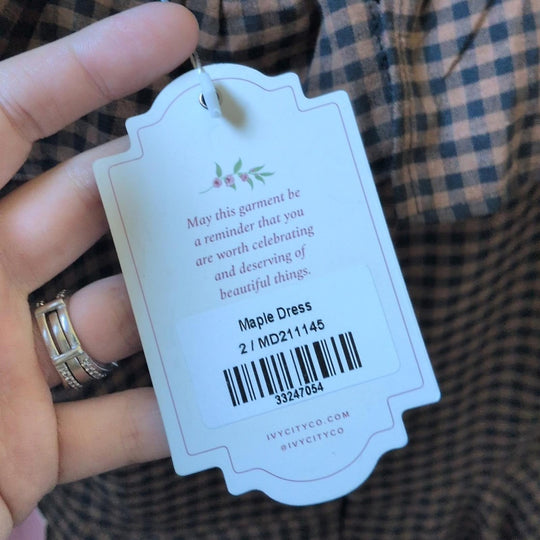 May this garment be
a reminder that you
are worth celebrating
and deserving of
beautiful things.
Maple Dress
2 / MD211145
33247054
IVYCITYCO.COM
@IVYCITYCO